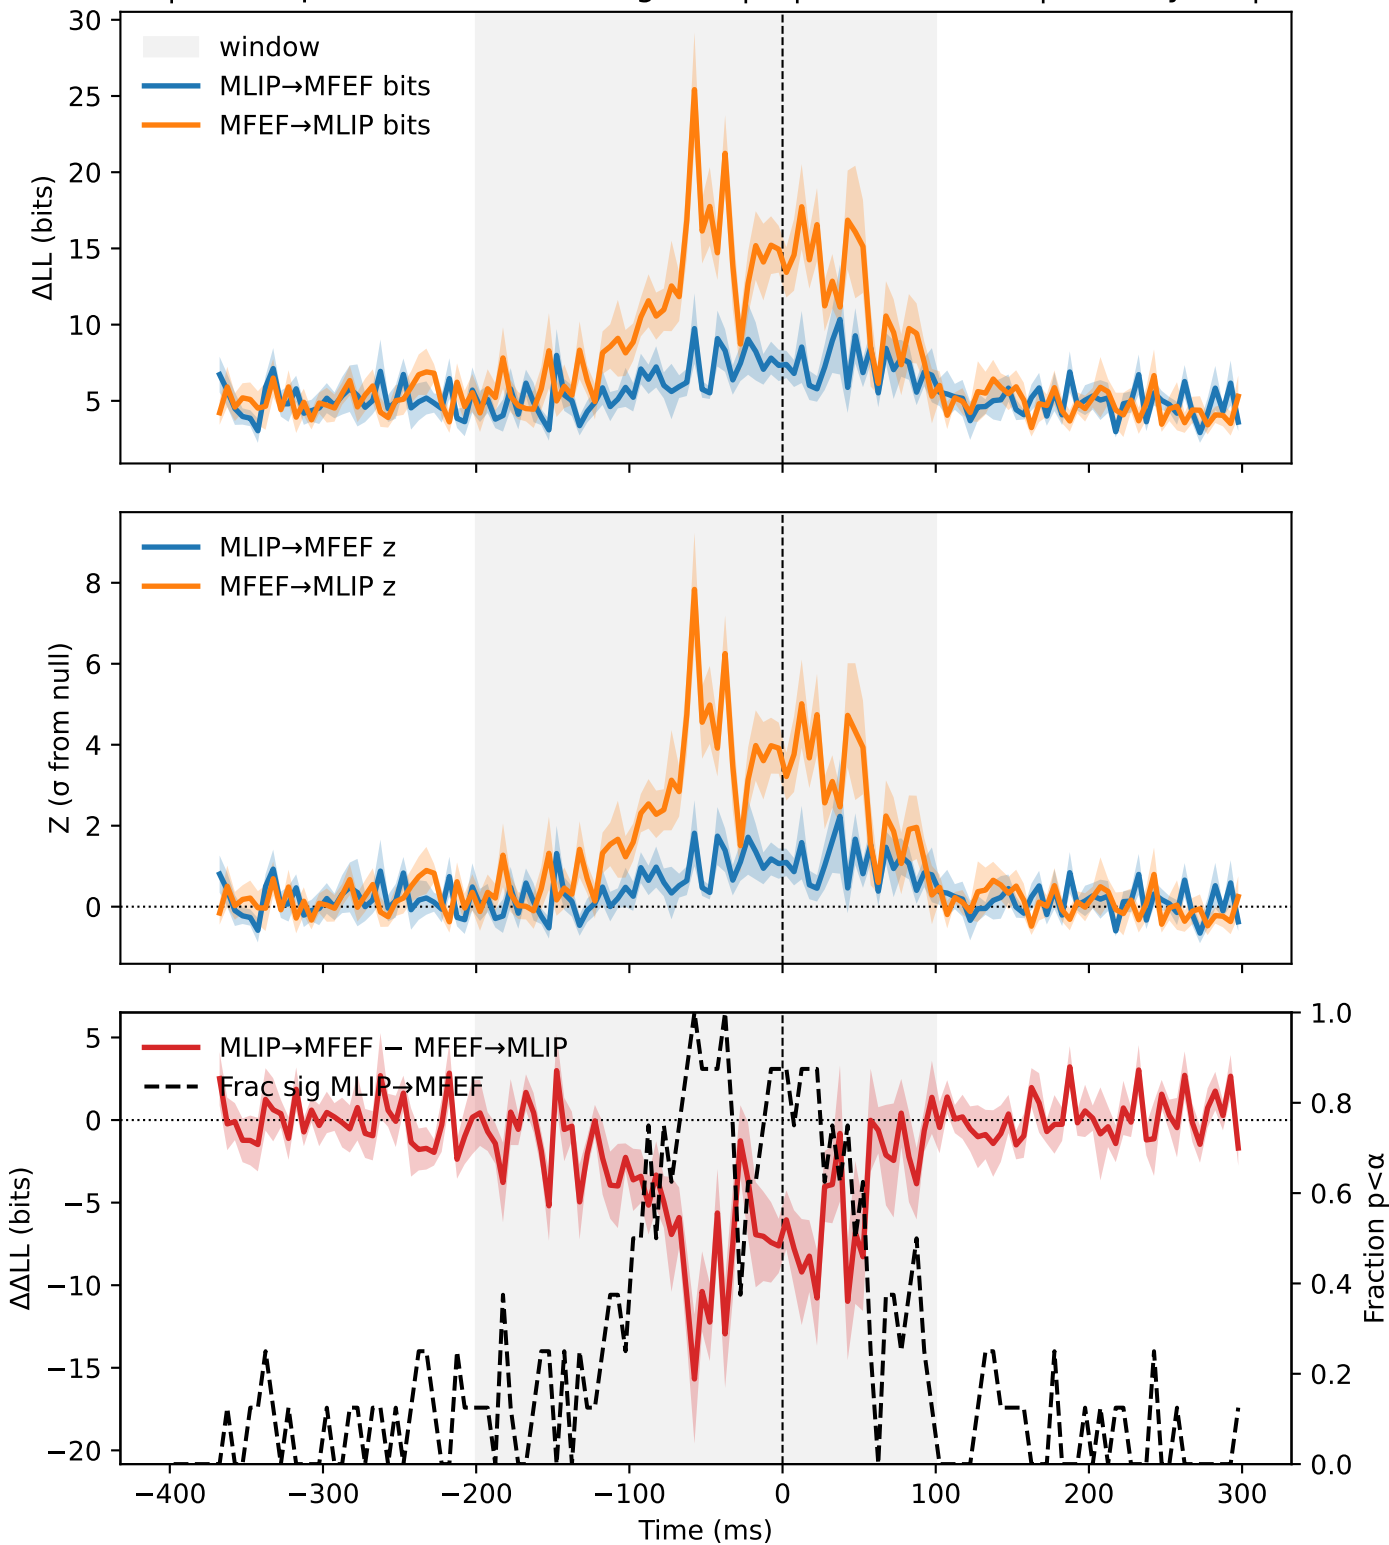 30
25
20
15
10
5
ΔLL (bits)
window
MLIP→MFEF bits
MFEF→MLIP bits
8
6
4
2
0
Z (σ from null)
MLIP→MFEF z
MFEF→MLIP z
5
0
−5
−10
−15
−20
ΔΔLL (bits)
MLIP→MFEF − MFEF→MLIP
Frac sig MLIP→MFEF
1.0
0.8
0.6
0.4
0.2
0.0
Fraction p<α
−400 −300 −200 −100 0 100 200 300
Time (ms)